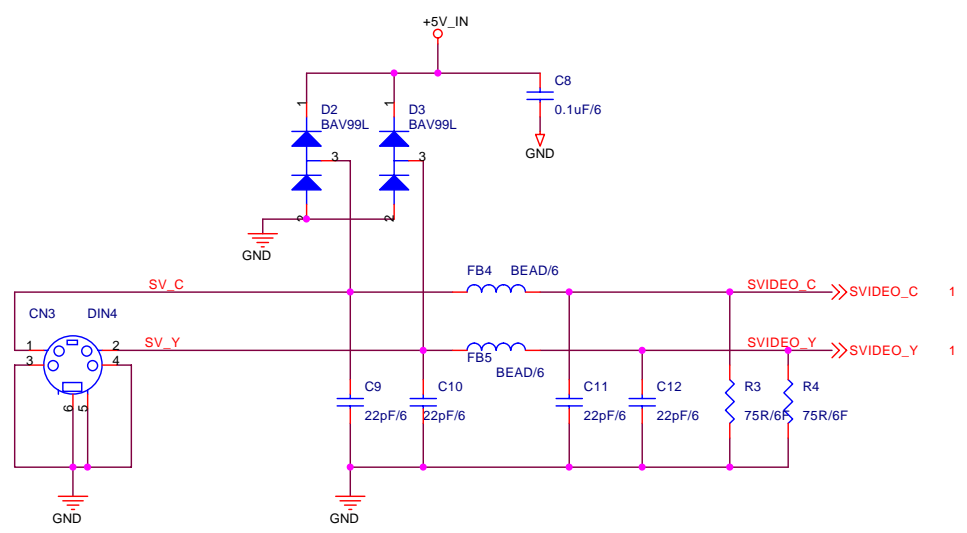 +5V_IN
C8
0.1uF/6
GND
1
D2
BAV99L
3
2
1
D3
BAV99L
3
2
GND
FB4 BEAD/6
SV_C
SVIDEO_C
SVIDEO_C 1
CN3 DIN4
1
2
3
4
6
5
SV_Y
FB5
BEAD/6
SVIDEO_Y
SVIDEO_Y 1
C9
22pF/6
C10
22pF/6
C11
22pF/6
C12
22pF/6
R3
75R/6F
R4
75R/6F
GND
GND